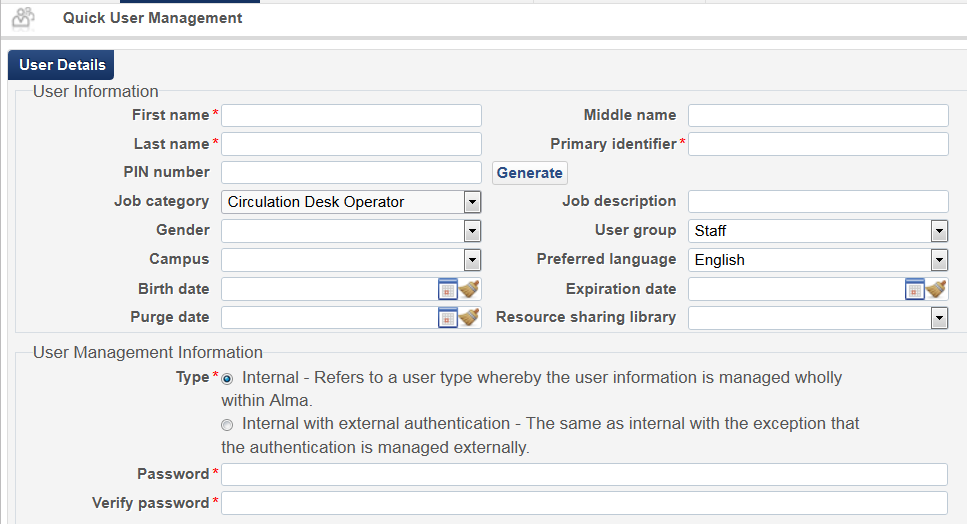 Quick User Management
User Details
User Information
First name* Middle name
Last name* Primary identifier*
PIN number Generate
Job category Circulation Desk Operator Job description
Gender User group Staff
Campus Preferred language English
Birth date Expiration date
Purge date Resource sharing library
User Management Information
Type* Internal - Refers to a user type whereby the user information is managed wholly
within Alma.
Internal with external authentication - The same as internal with the exception that
the authentication is managed externally.
Password*
Verify password*